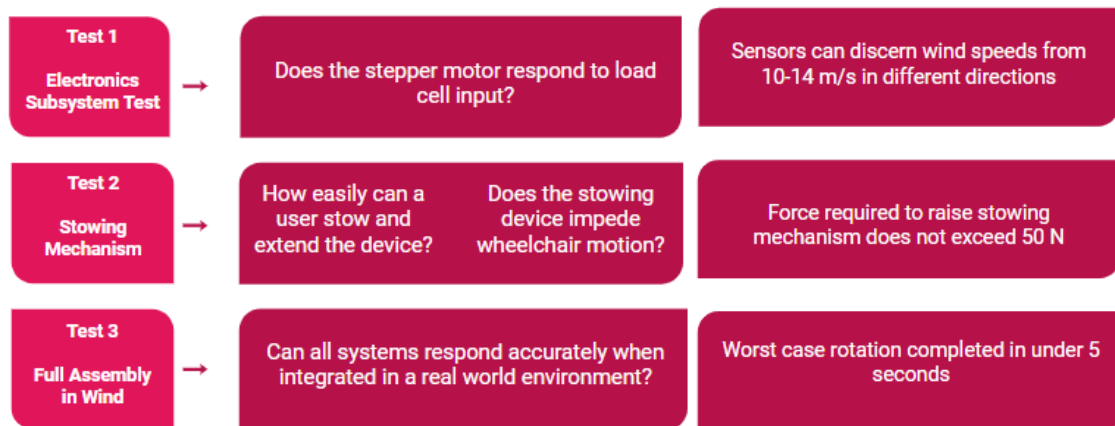 Test 1
Electronics
Subsystem Test
Does the stepper motor respond to load
cell input?
Sensors can discern wind speeds from
10-14 m/s in different directions
Test 2
Stowing
Mechanism
How easily can a
user stow and
extend the device?
Does the stowing
device impede
wheelchair motion?
Force required to raise stowing
mechanism does not exceed 50 N
Test 3
Full Assembly
in Wind
Can all systems respond accurately when
integrated in a real world environment?
Worst case rotation completed in under 5
seconds